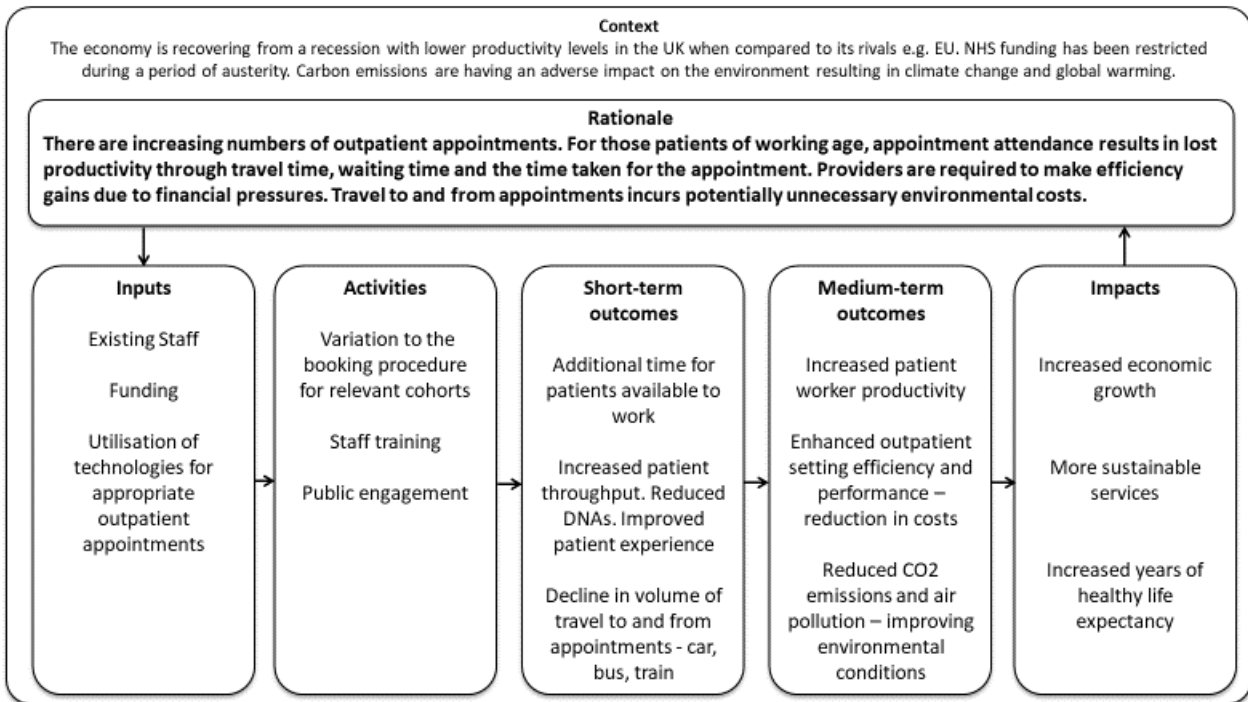 Context
The economy is recovering from a recession with lower productivity levels in the UK when compared to its rivals e.g. EU. NHS funding has been restricted
during a period of austerity. Carbon emissions are having an adverse impact on the environment resulting in climate change and global warming.
Rationale
There are increasing numbers of outpatient appointments. For those patients of working age, appointment attendance results in lost
productivity through travel time, waiting time and the time taken for the appointment. Providers are required to make efficiency
gains due to financial pressures. Travel to and from appointments incurs potentially unnecessary environmental costs.
Inputs
Existing Staff
Funding
Utilisation of
technologies for
appropriate
outpatient
appointments
Activities
Variation to the
booking procedure
for relevant cohorts
Staff training
Public engagement
Short-term
outcomes
Additional time for
patients available to
work
Increased patient
throughput. Reduced
DNAs. Improved
patient experience
Decline in volume of
travel to and from
appointments - car,
bus, train
Medium-term
outcomes
Increased patient
worker productivity
Enhanced outpatient
setting efficiency and
performance –
reduction in costs
Reduced CO2
emissions and air
pollution – improving
environmental
conditions
Impacts
Increased economic
growth
More sustainable
services
Increased years of
healthy life
expectancy